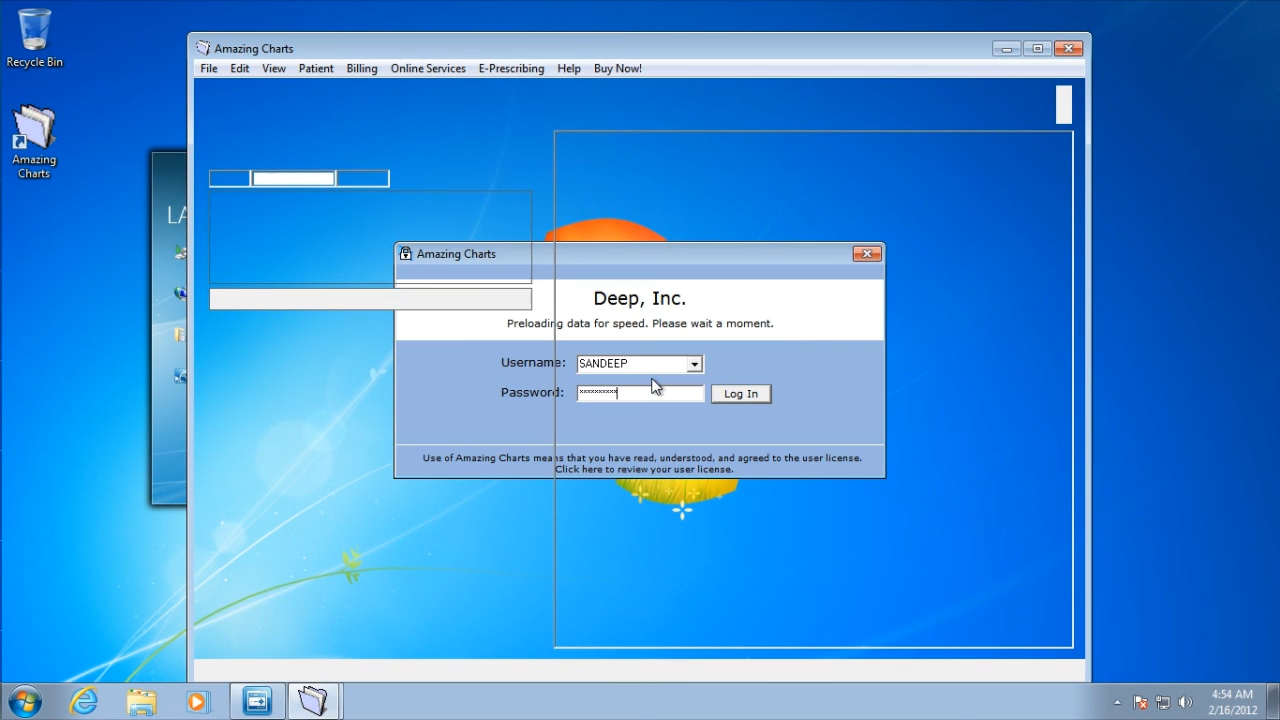 Recycle Bin
Amazing Charts
Amazing Charts
File Edit View Patient Billing Online Services E-Prescribing Help Buy Now!
LA
Amazing Charts
Deep, Inc.
Preloading data for speed. Please wait a moment.
Username: SANDEEP
Password: **********
Log In
Use of Amazing Charts means that you have read, understood, and agreed to the user license.
Click here to review your user license.
4:54 AM
2/16/2012